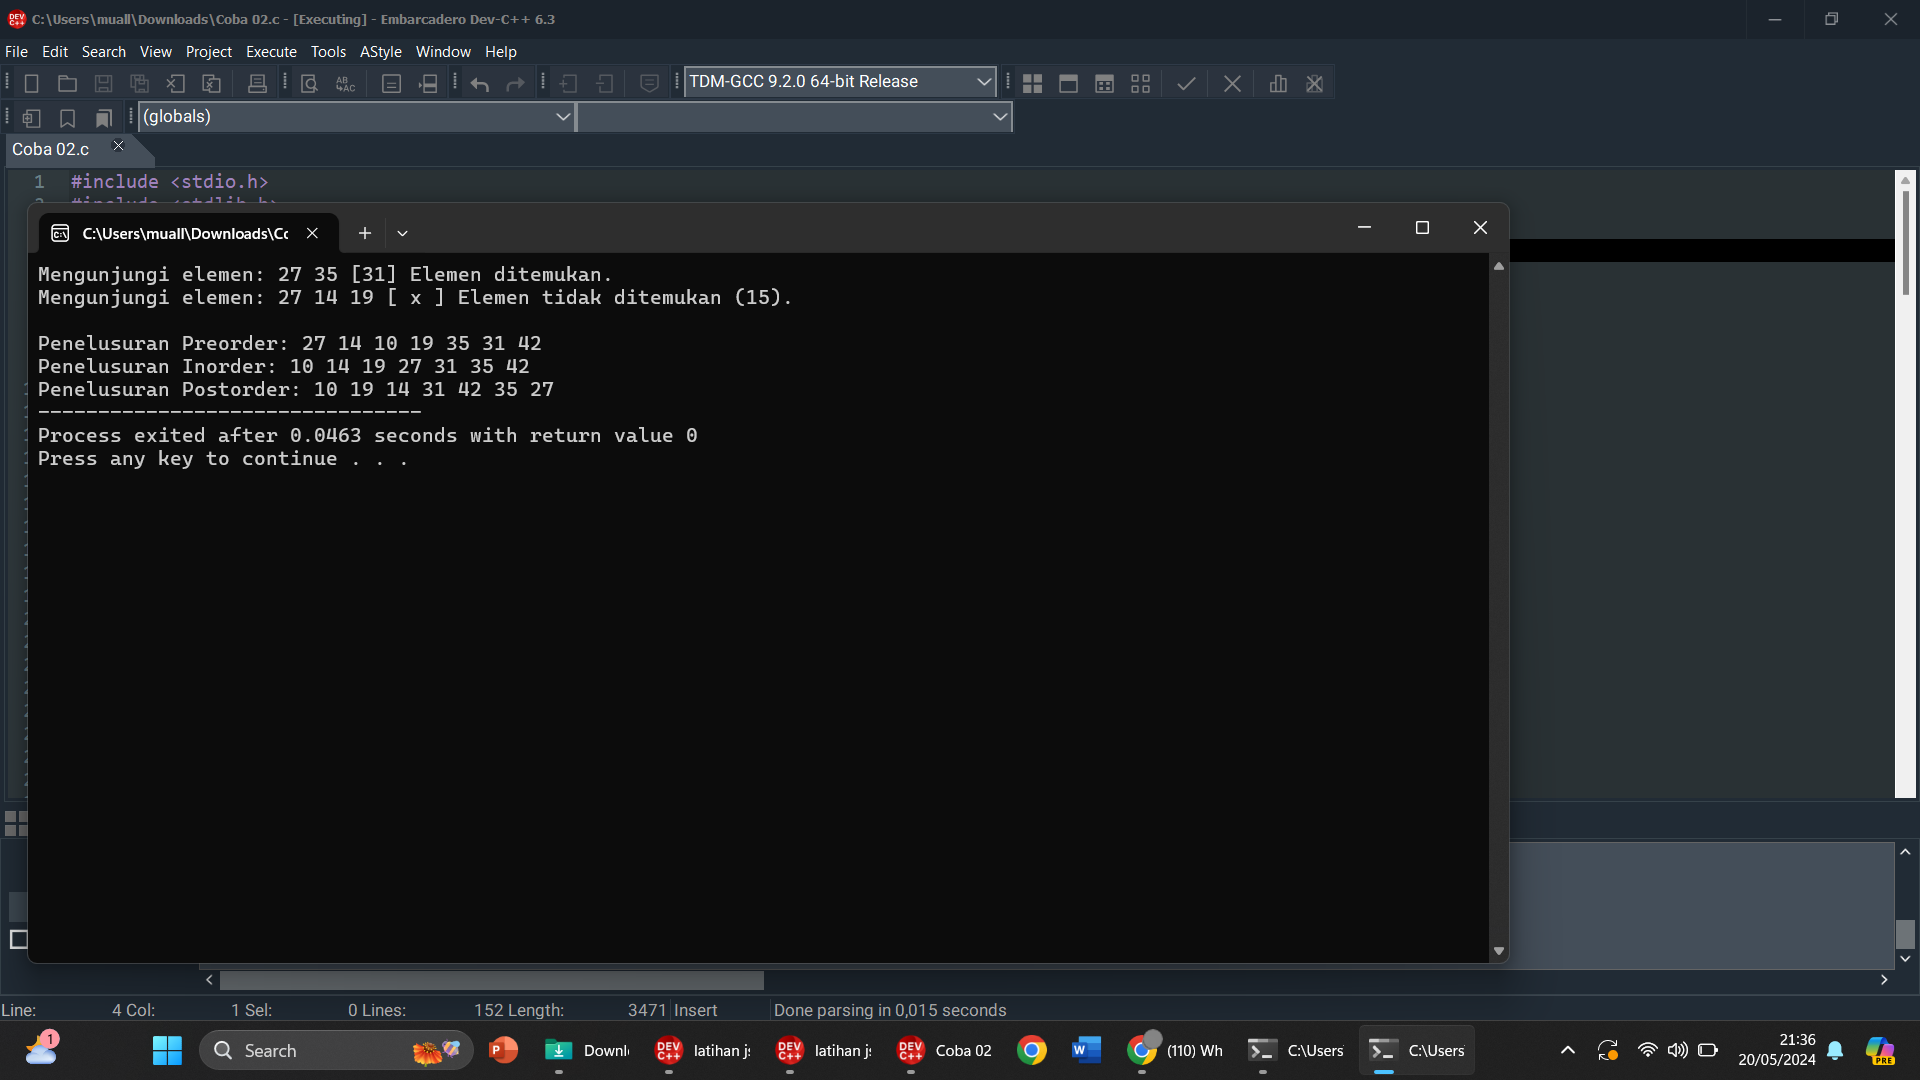 C:\Users\muall\Downloads\Coba 02.c - [Executing] - Embarcadero Dev-C++ 6.3
File Edit Search View Project Execute Tools AStyle Window Help
TDM-GCC 9.2.0 64-bit Release
(globals)
Coba 02.c
1 #include <stdio.h>
#include <stdlib.h>
C:\Users\muall\Downloads\Cc
Mengunjungi elemen: 27 35 [31] Elemen ditemukan.
Mengunjungi elemen: 27 14 19 [ x ] Elemen tidak ditemukan (15).
Penelusuran Preorder: 27 14 10 19 35 31 42
Penelusuran Inorder: 10 14 19 27 31 35 42
Penelusuran Postorder: 10 19 14 31 42 35 27
--------------------------------
Process exited after 0.0463 seconds with return value 0
Press any key to continue . . .
Line: 4 Col: 1 Sel: 0 Lines: 152 Length: 3471 Insert Done parsing in 0,015 seconds
1 Search Downl latihan j latihan j Coba 02 (110) Wh C:\Users C:\Users 21:36
20/05/2024
PRE